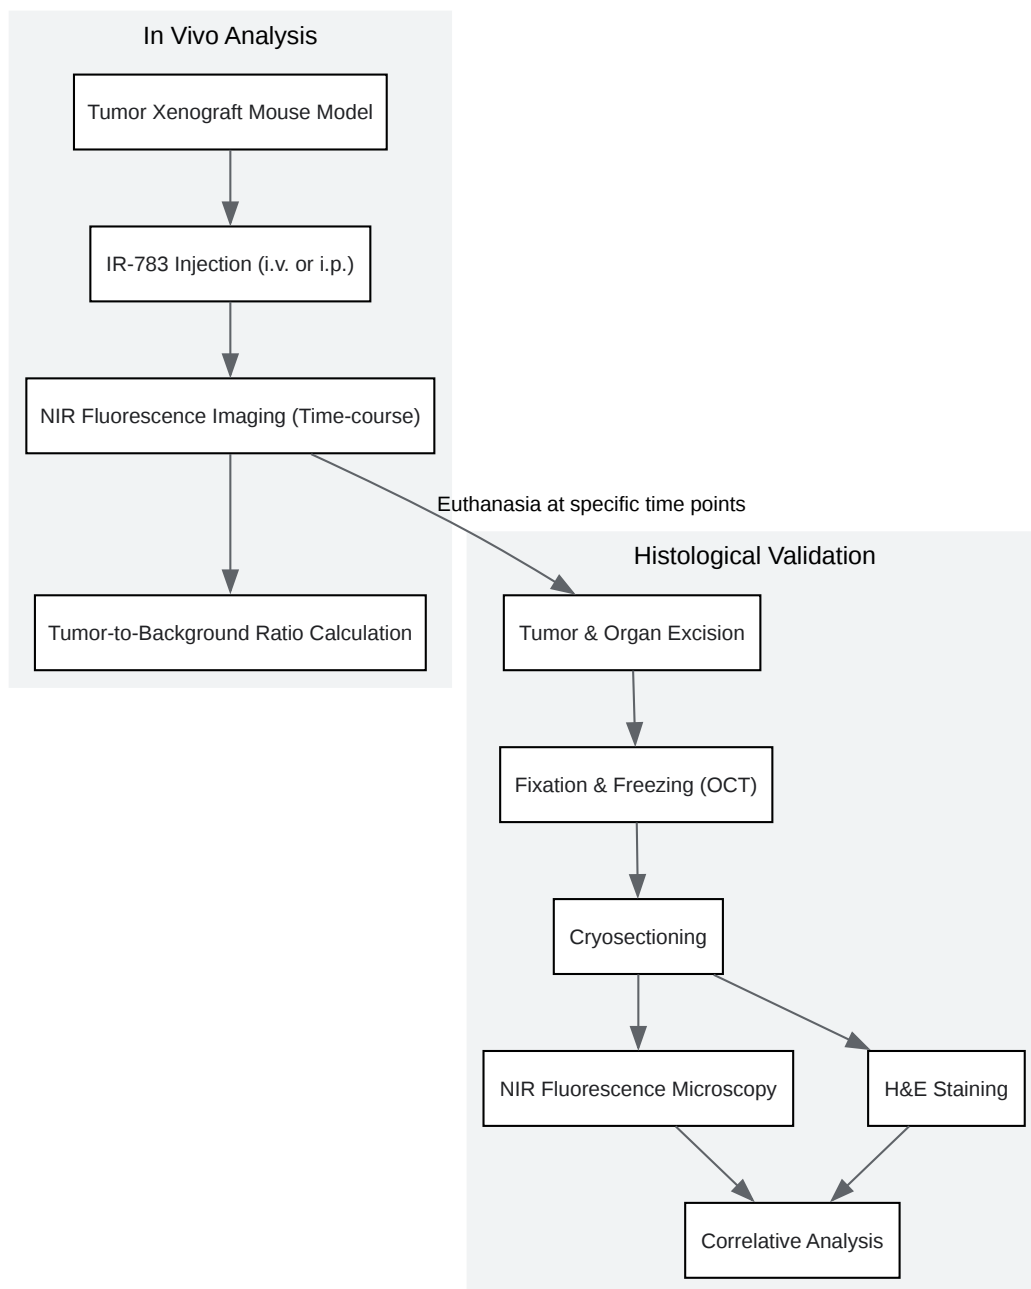 In Vivo Analysis
Tumor Xenograft Mouse Model
IR-783 Injection (i.v. or i.p.)
NIR Fluorescence Imaging (Time-course)
Euthanasia at specific time points
Tumor-to-Background Ratio Calculation
Histological Validation
Tumor & Organ Excision
Fixation & Freezing (OCT)
Cryosectioning
NIR Fluorescence Microscopy
H&E Staining
Correlative Analysis